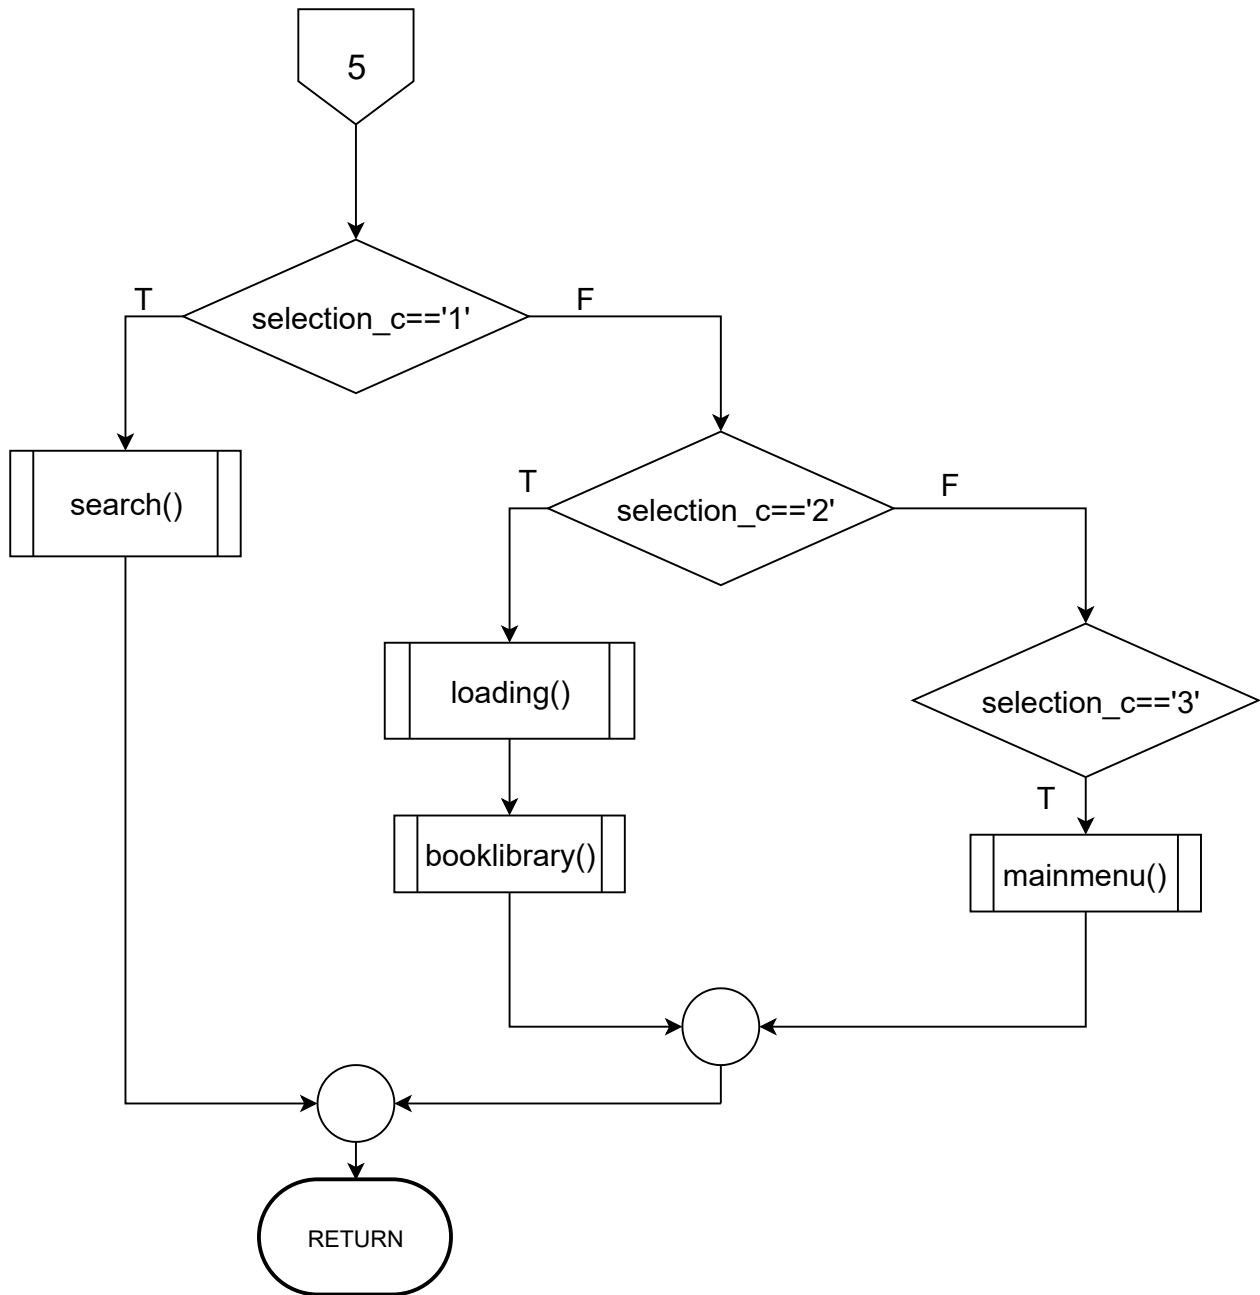 5
T
F
selection_c=='1'
T
F
search()
selection_c=='2'
loading()
selection_c=='3'
T
booklibrary()
mainmenu()
RETURN